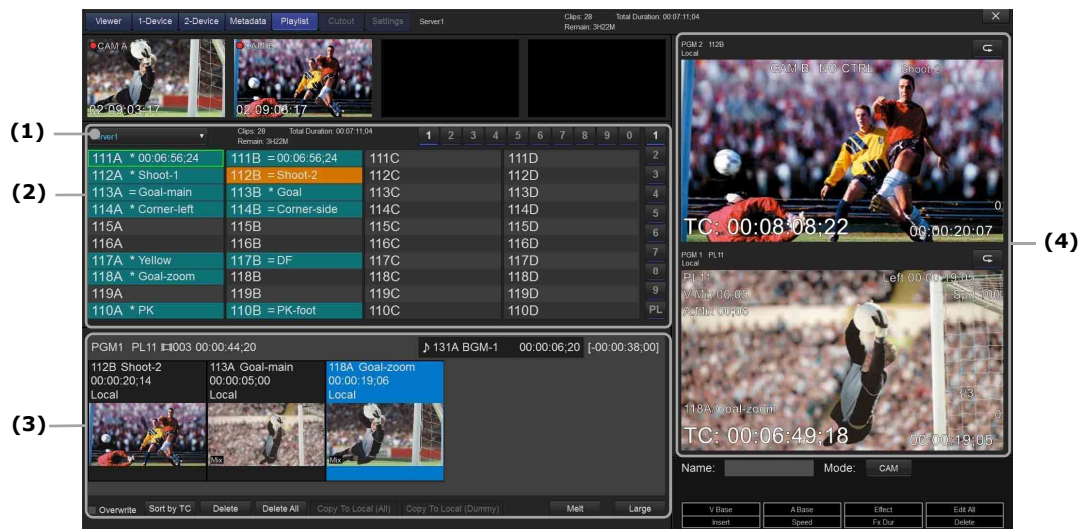 Viewer 1-Device 2-Device Metadata Playlist Cutout Settings Server1
Clips: 28 Total Duration: 00:07:11;04
Remain: 3H22M
CAM A
02:09:03;17
CAM B
02:09:06;17
(1)
Clips: 28 Total Duration: 00:07:11;04
Remain: 3H22M
1 2 3 4 5 6 7 8 9 0 1
(2)
111A * 00:06:56;24 111B = 00:06:56;24 111C 111D 2
112A * Shoot-1 112B = Shoot-2 112C 112D 3
113A = Goal-main 113B * Goal 113C 113D 4
114A * Corner-left 114B = Corner-side 114C 114D 5
115A 115B 115C 115D 6
116A 116B 116C 116D 7
117A * Yellow 117B = DF 117C 117D
118A * Goal-zoom 118B 118C 118D
119A 119B 119C 119D 9
110A * PK 110B = PK-foot 110C 110D PL
(3)
PGM1 PL11 003 00:00:44;20
131A BGM-1 00:00:06;20 [-00:00:38;00]
112B Shoot-2
00:00:20;14
Local
113A Goal-main
00:00:05;00
Local
Mix
118A Goal-zoom
00:00:19;06
Local
Mix
Overwrite Sort by TC Delete Delete All Copy To Local (All) Copy To Local (Dummy) Melt Large
(4)
PGM 2 112B
Local
CAM B NO CTRL Shoot-2
TC: 00:08:08;22
00:00:20:07
PGM 1 PL11
Local
PL11 Left 00:00:19:05
V.Mix 00;05
A.Mix 00;00
3/3
118A/Goal-zoom
TC: 00:06:49;18
00:00:19:05
Name: Mode: CAM
V Base A Base Effect Edit All
Insert Speed Fx Dur Delete